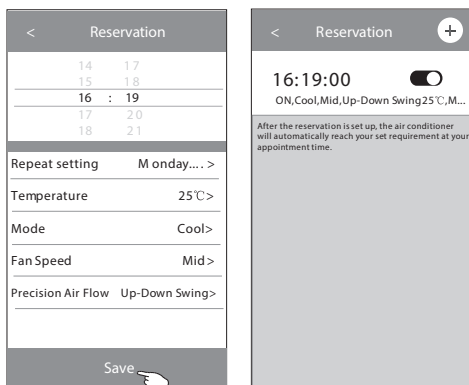 < Reservation
14 17
15 18
16 : 19
17 20
18 21
Repeat setting Monday.... >
Temperature 25℃>
Mode Cool>
Fan Speed Mid>
Precision Air Flow Up-Down Swing>
Save
< Reservation +
16:19:00
ON,Cool,Mid,Up-Down Swing25℃,M...
After the reservation is set up, the air conditioner
will automatically reach your set requirement at your
appointment time.